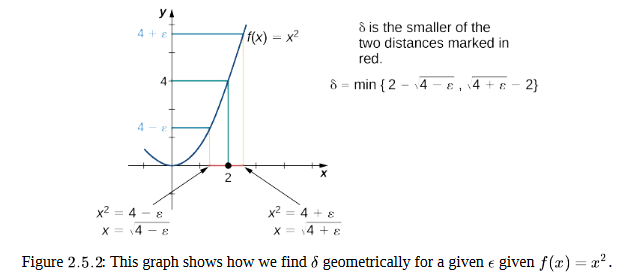 y
4 + ε
f(x) = x²
4
4 − ε
2
x
δ is the smaller of the
two distances marked in
red.
δ = min {2 − √4 − ε , √4 + ε − 2}
x² = 4 − ε
x = √4 − ε
x² = 4 + ε
x = √4 + ε
Figure 2.5.2: This graph shows how we find δ geometrically for a given ϵ given f(x) = x².